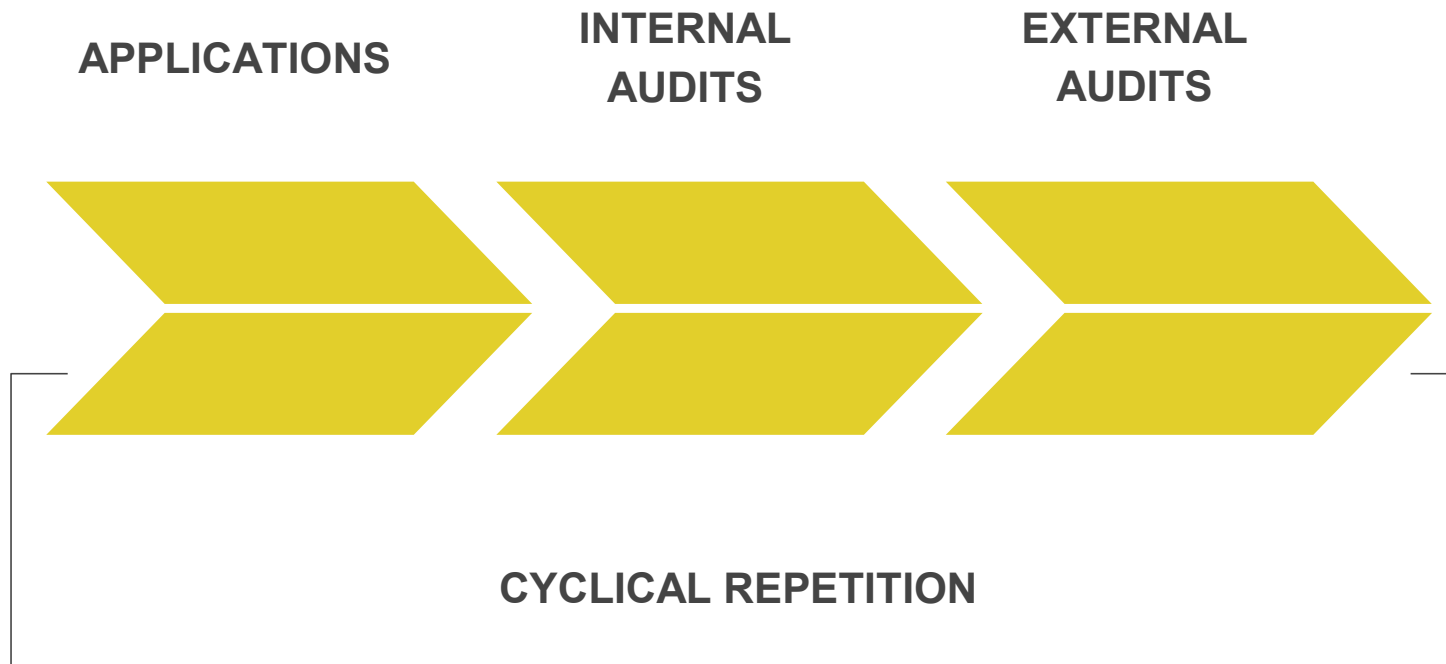 APPLICATIONS
INTERNAL
AUDITS
EXTERNAL
AUDITS
CYCLICAL REPETITION